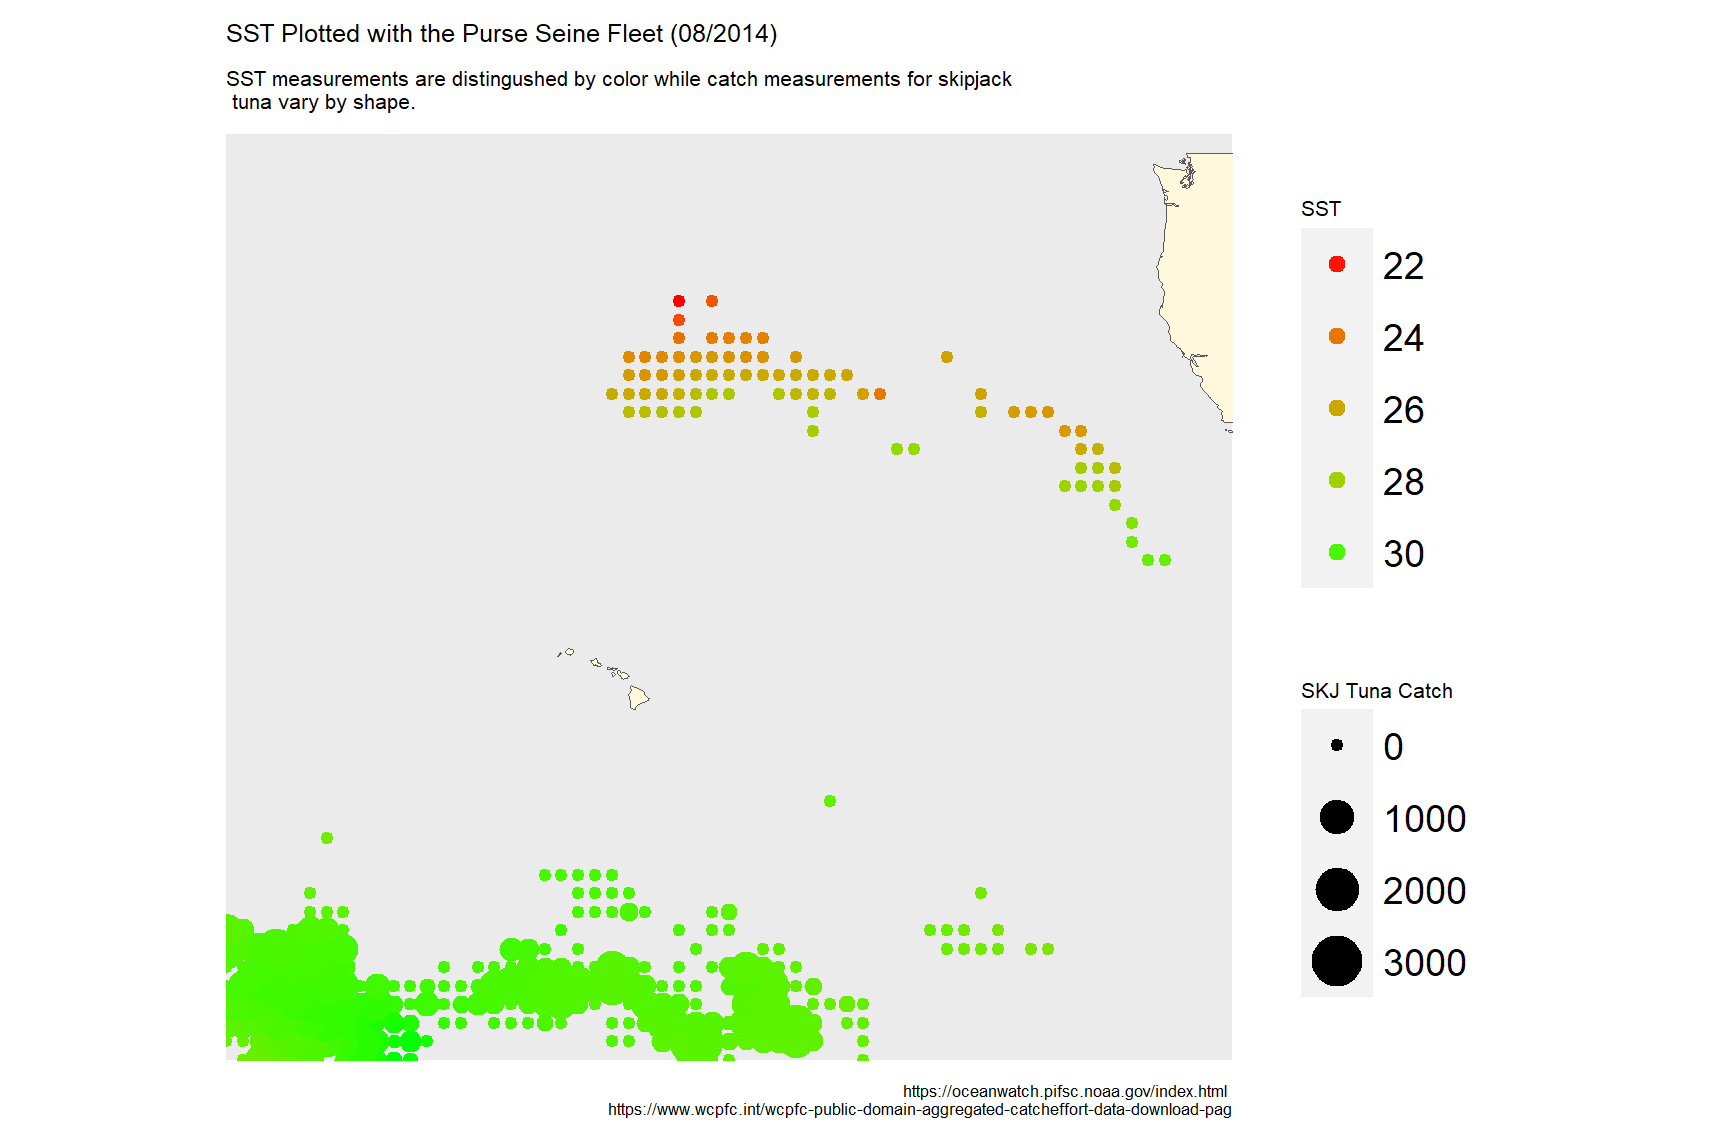 SST Plotted with the Purse Seine Fleet (08/2014)
SST measurements are distingushed by color while catch measurements for skipjack
tuna vary by shape.
SST
22
24
26
28
30
SKJ Tuna Catch
0
1000
2000
3000
https://oceanwatch.pifsc.noaa.gov/index.html
https://www.wcpfc.int/wcpfc-public-domain-aggregated-catcheffort-data-download-pag